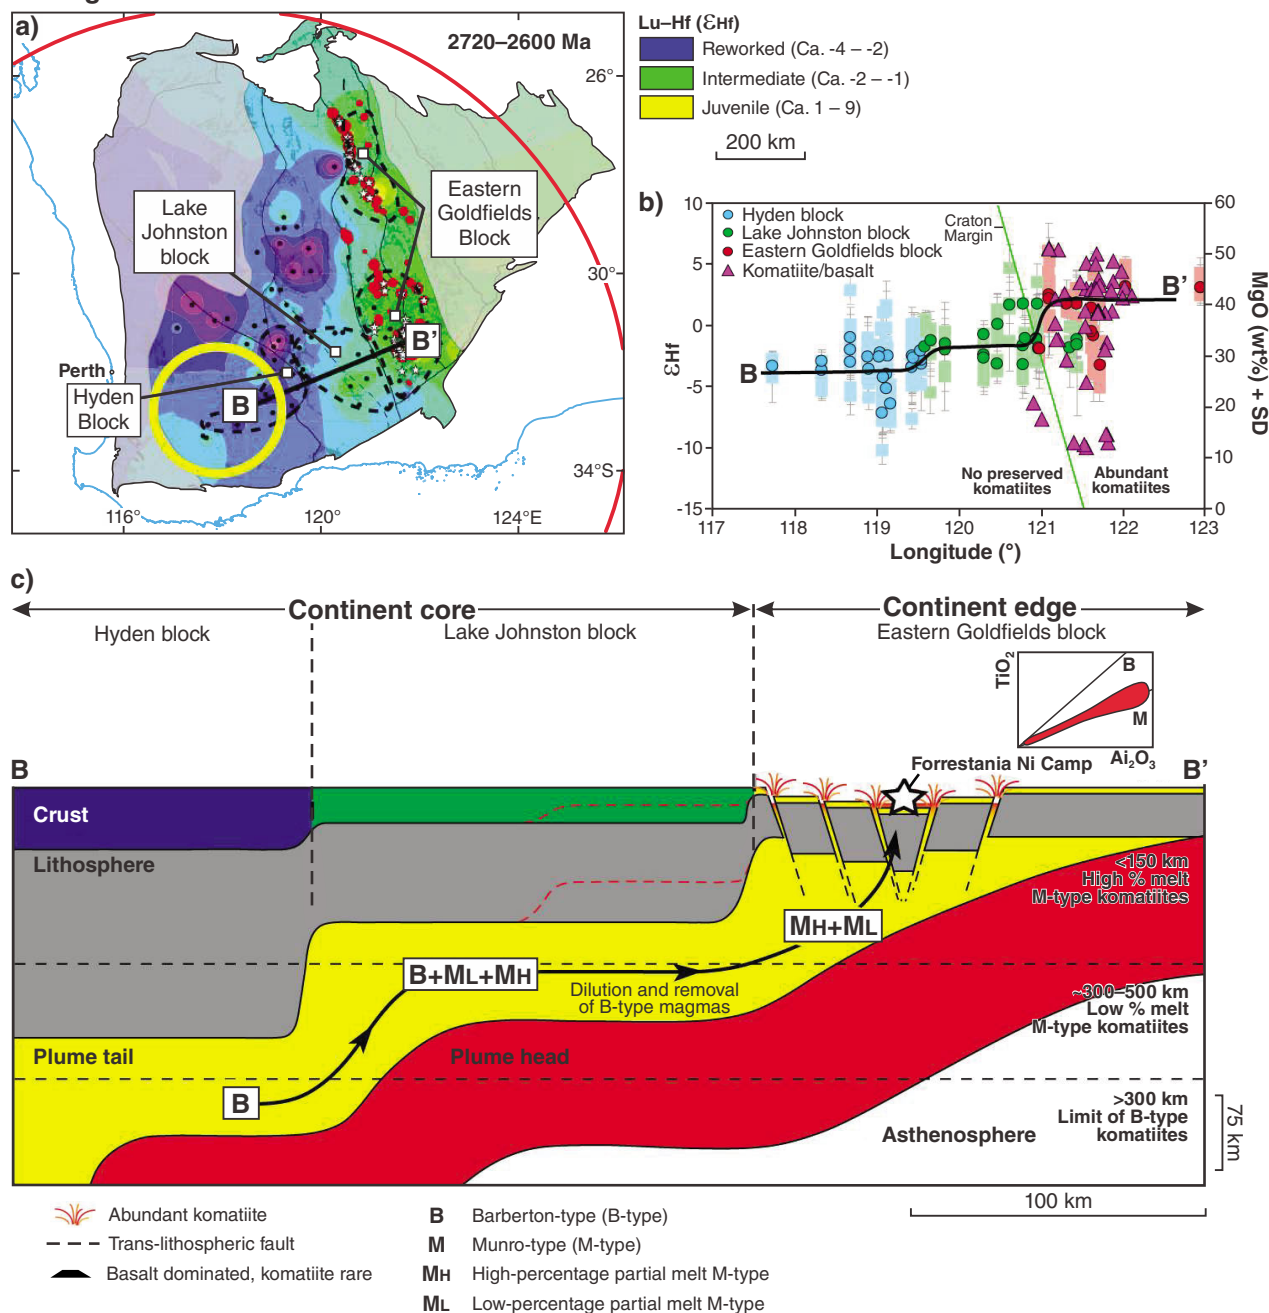 a)
2720–2600 Ma
26°
30°
34°S
116°
120°
124°E
Lake
Johnston
block
Eastern
Goldfields
Block
Perth
Hyden
Block
B
B'
Lu–Hf (ƐHf)
Reworked (Ca. -4 – -2)
Intermediate (Ca. -2 – -1)
Juvenile (Ca. 1 – 9)
200 km
b)
Hyden block
Lake Johnston block
Eastern Goldfields block
Komatiite/basalt
Craton
Margin
B
B'
No preserved
komatiites
Abundant
komatiites
10
5
0
-5
-10
-15
ƐHf
60
50
40
30
20
10
0
MgO (wt%) + SD
117
118
119
120
121
122
123
Longitude (°)
c)
Continent core
Continent edge
Hyden block
Lake Johnston block
Eastern Goldfields block
TiO2
B
M
Ai2O3
Forrestania Ni Camp
B
B'
Crust
Lithosphere
<150 km
High % melt
M-type komatiites
MH+ML
B+ML+MH
Dilution and removal
of B-type magmas
~300–500 km
Low % melt
M-type komatiites
Plume tail
Plume head
B
>300 km
Limit of B-type
komatiites
Asthenosphere
75 km
100 km
Abundant komatiite
Trans-lithospheric fault
Basalt dominated, komatiite rare
B Barberton-type (B-type)
M Munro-type (M-type)
MH High-percentage partial melt M-type
ML Low-percentage partial melt M-type